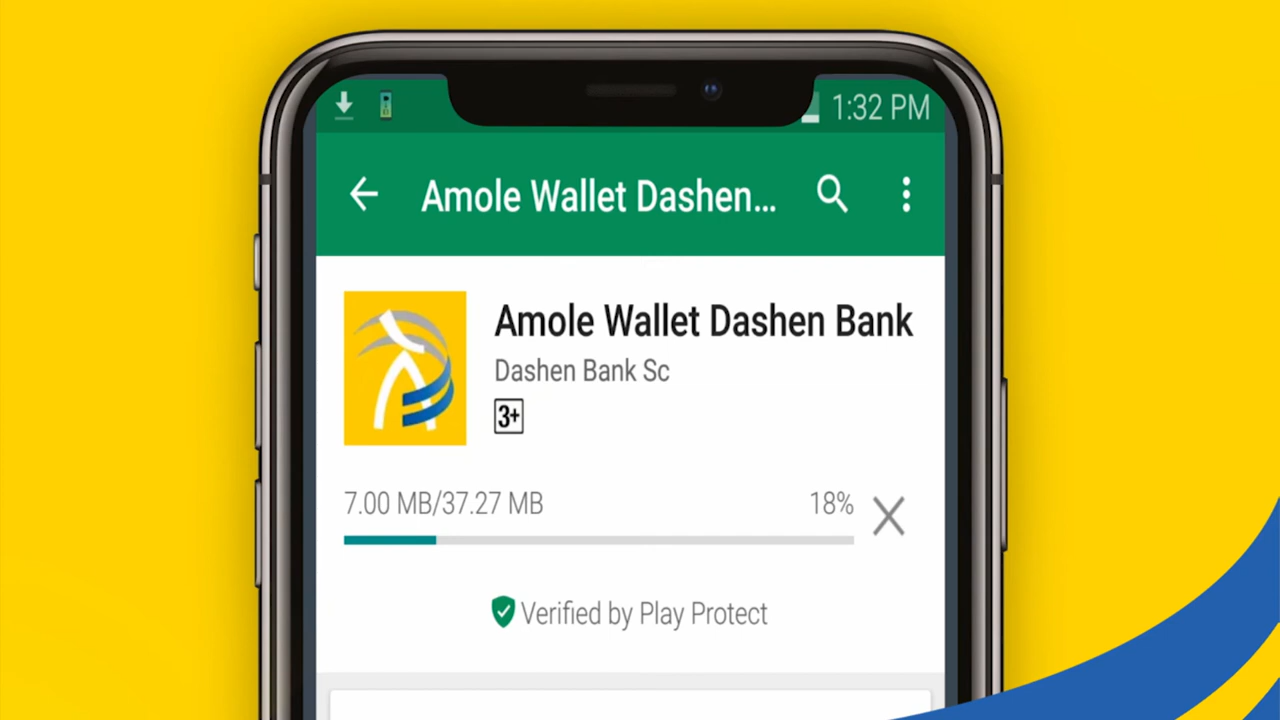 1:32 PM
Amole Wallet Dashen...
Amole Wallet Dashen Bank
Dashen Bank Sc
3+
7.00 MB/37.27 MB
18%
Verified by Play Protect